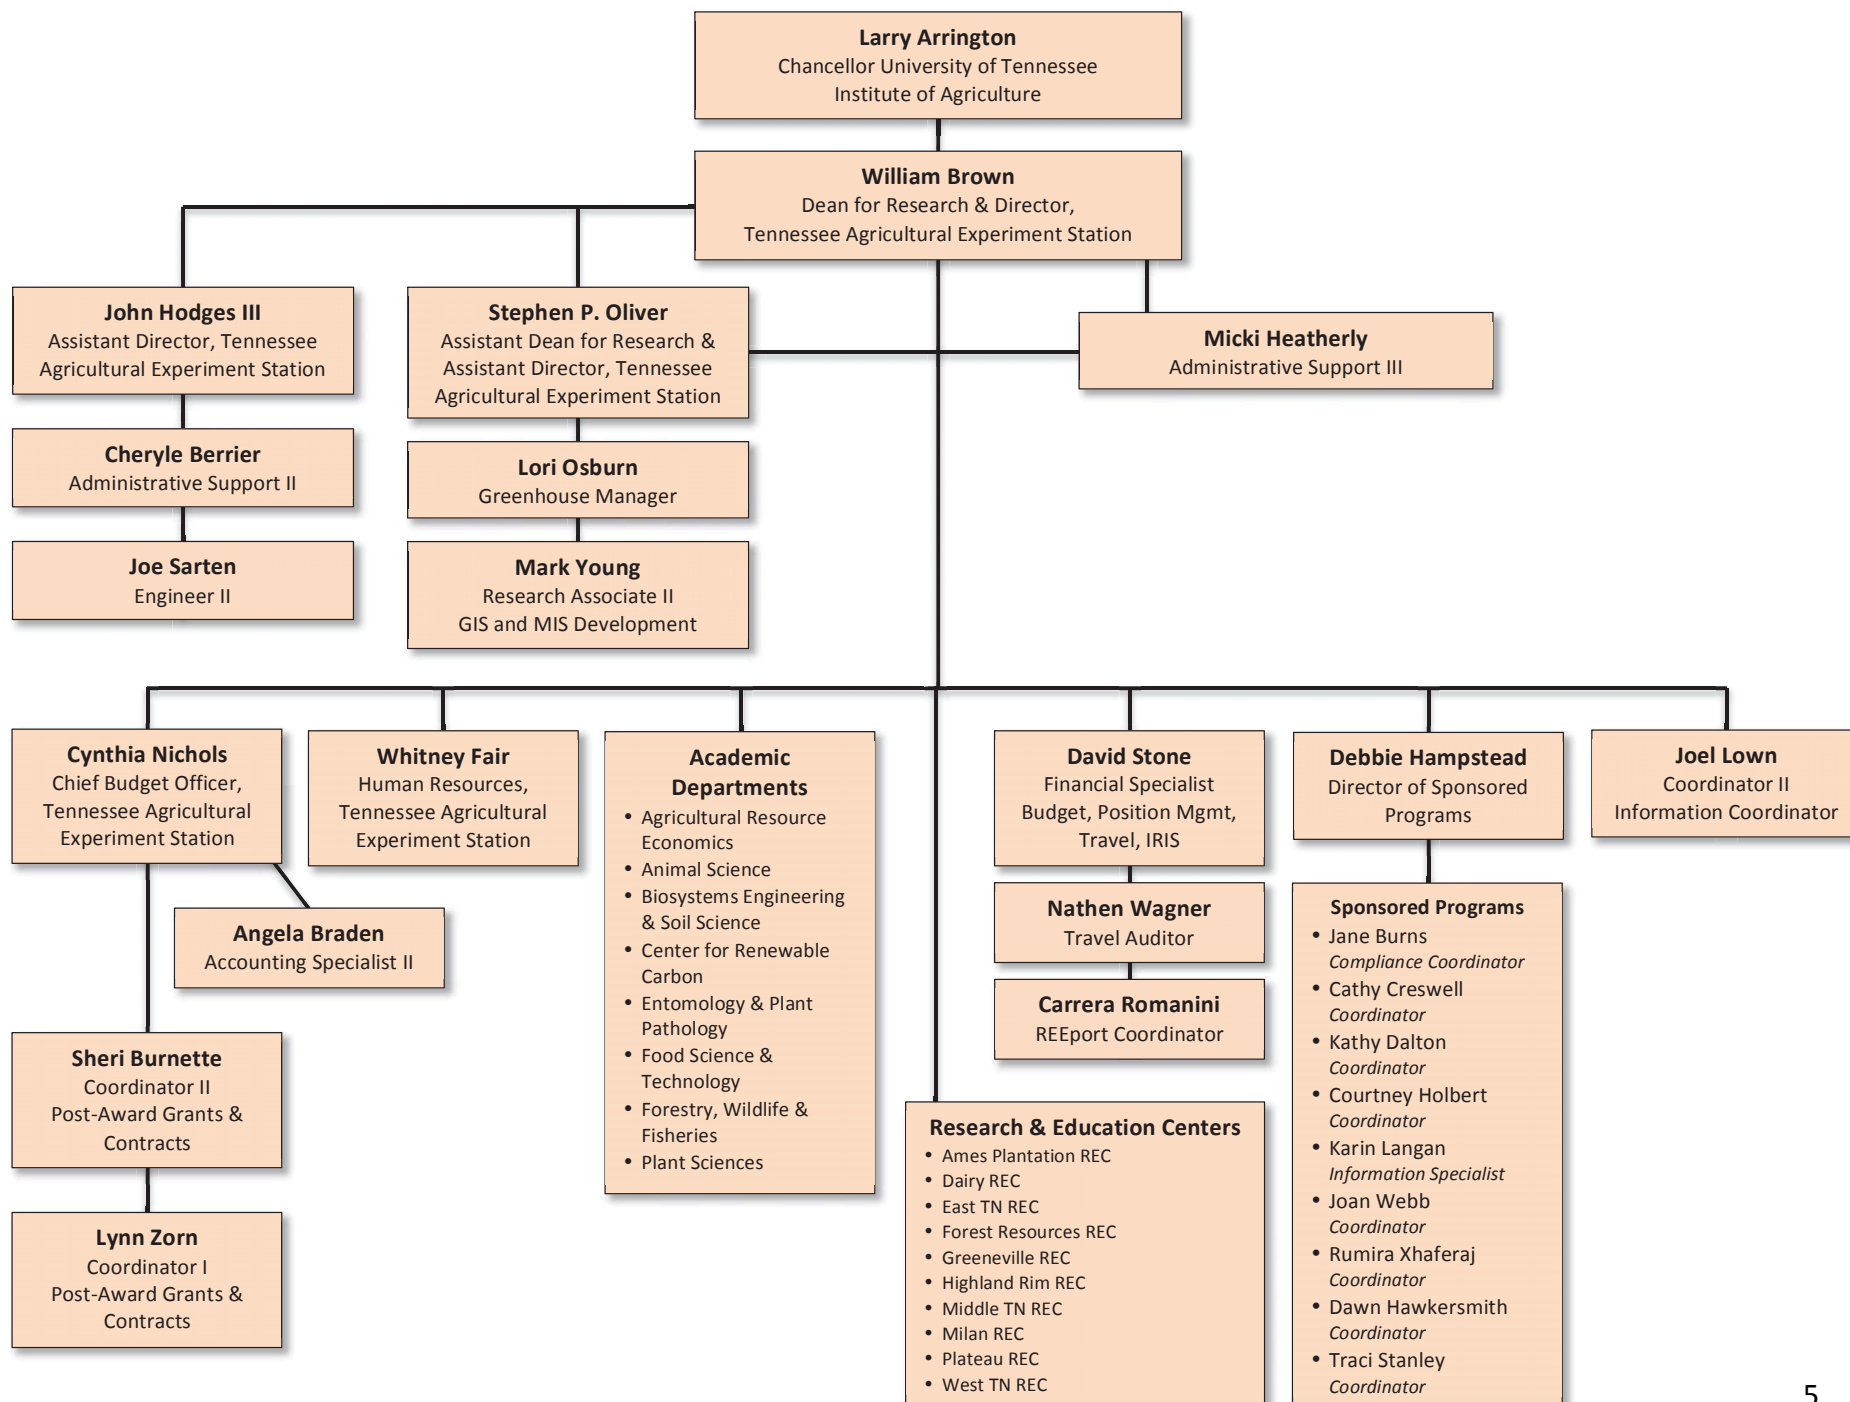 Larry Arrington
Chancellor University of Tennessee
Institute of Agriculture
William Brown
Dean for Research & Director,
Tennessee Agricultural Experiment Station
John Hodges III
Assistant Director, Tennessee
Agricultural Experiment Station
Stephen P. Oliver
Assistant Dean for Research &
Assistant Director, Tennessee
Agricultural Experiment Station
Micki Heatherly
Administrative Support III
Cheryle Berrier
Administrative Support II
Lori Osburn
Greenhouse Manager
Joe Sarten
Engineer II
Mark Young
Research Associate II
GIS and MIS Development
Cynthia Nichols
Chief Budget Officer,
Tennessee Agricultural
Experiment Station
Whitney Fair
Human Resources,
Tennessee Agricultural
Experiment Station
Academic
Departments
• Agricultural Resource
Economics
• Animal Science
• Biosystems Engineering
& Soil Science
• Center for Renewable
Carbon
• Entomology & Plant
Pathology
• Food Science &
Technology
• Forestry, Wildlife &
Fisheries
• Plant Sciences
David Stone
Financial Specialist
Budget, Position Mgmt,
Travel, IRIS
Debbie Hampstead
Director of Sponsored
Programs
Joel Lown
Coordinator II
Information Coordinator
Angela Braden
Accounting Specialist II
Nathen Wagner
Travel Auditor
Carrera Romanini
REEport Coordinator
Sheri Burnette
Coordinator II
Post-Award Grants &
Contracts
Lynn Zorn
Coordinator I
Post-Award Grants &
Contracts
Research & Education Centers
• Ames Plantation REC
• Dairy REC
• East TN REC
• Forest Resources REC
• Greeneville REC
• Highland Rim REC
• Middle TN REC
• Milan REC
• Plateau REC
• West TN REC
Sponsored Programs
• Jane Burns
Compliance Coordinator
• Cathy Creswell
Coordinator
• Kathy Dalton
Coordinator
• Courtney Holbert
Coordinator
• Karin Langan
Information Specialist
• Joan Webb
Coordinator
• Rumira Xhaferaj
Coordinator
• Dawn Hawkersmith
Coordinator
• Traci Stanley
Coordinator
5